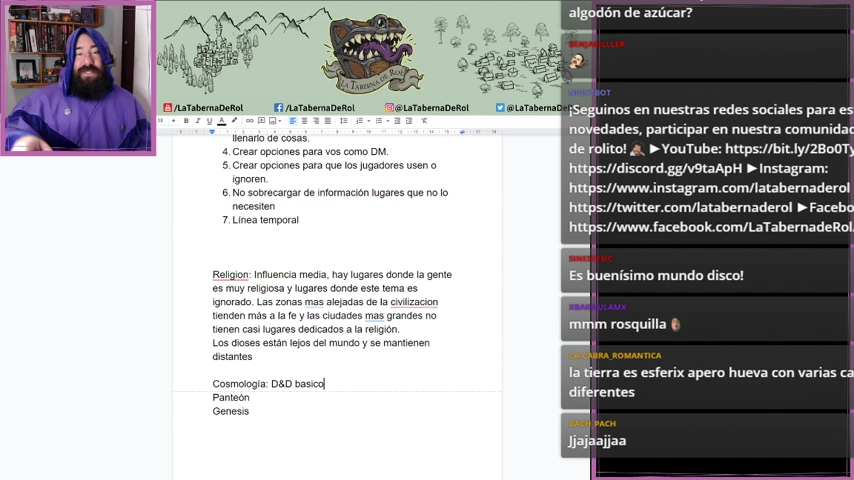 LA TABERNA DE ROL
/LaTabernaDeRol
/LaTabernaDeRol
@LaTabernaDeRol
@LaTabernaDe
llenarlo de cosas.
4. Crear opciones para vos como DM.
5. Crear opciones para que los jugadores usen o
ignoren.
6. No sobrecargar de información lugares que no lo
necesiten
7. Línea temporal
Religion: Influencia media, hay lugares donde la gente
es muy religiosa y lugares donde este tema es
ignorado. Las zonas mas alejadas de la civilizacion
tienden más a la fe y las ciudades mas grandes no
tienen casi lugares dedicados a la religión.
Los dioses están lejos del mundo y se mantienen
distantes
Cosmología: D&D basico
Panteón
Genesis
algodón de azúcar?
NIGHTBOT
¡Seguinos en nuestras redes sociales para es
novedades, participar en nuestra comunidad
de rolito! ►YouTube: https://bit.ly/2Bo0Ty
https://discord.gg/v9taApH ►Instagram:
https://www.instagram.com/latabernaderol
https://twitter.com/latabernaderol ►Facebo
https://www.facebook.com/LaTabernadeRol
Es buenísimo mundo disco!
mmm rosquilla
LA_CABRA_ROMANTICA
la tierra es esferix apero hueva con varias ca
diferentes
BACH_PACH
Jjajaajjaa